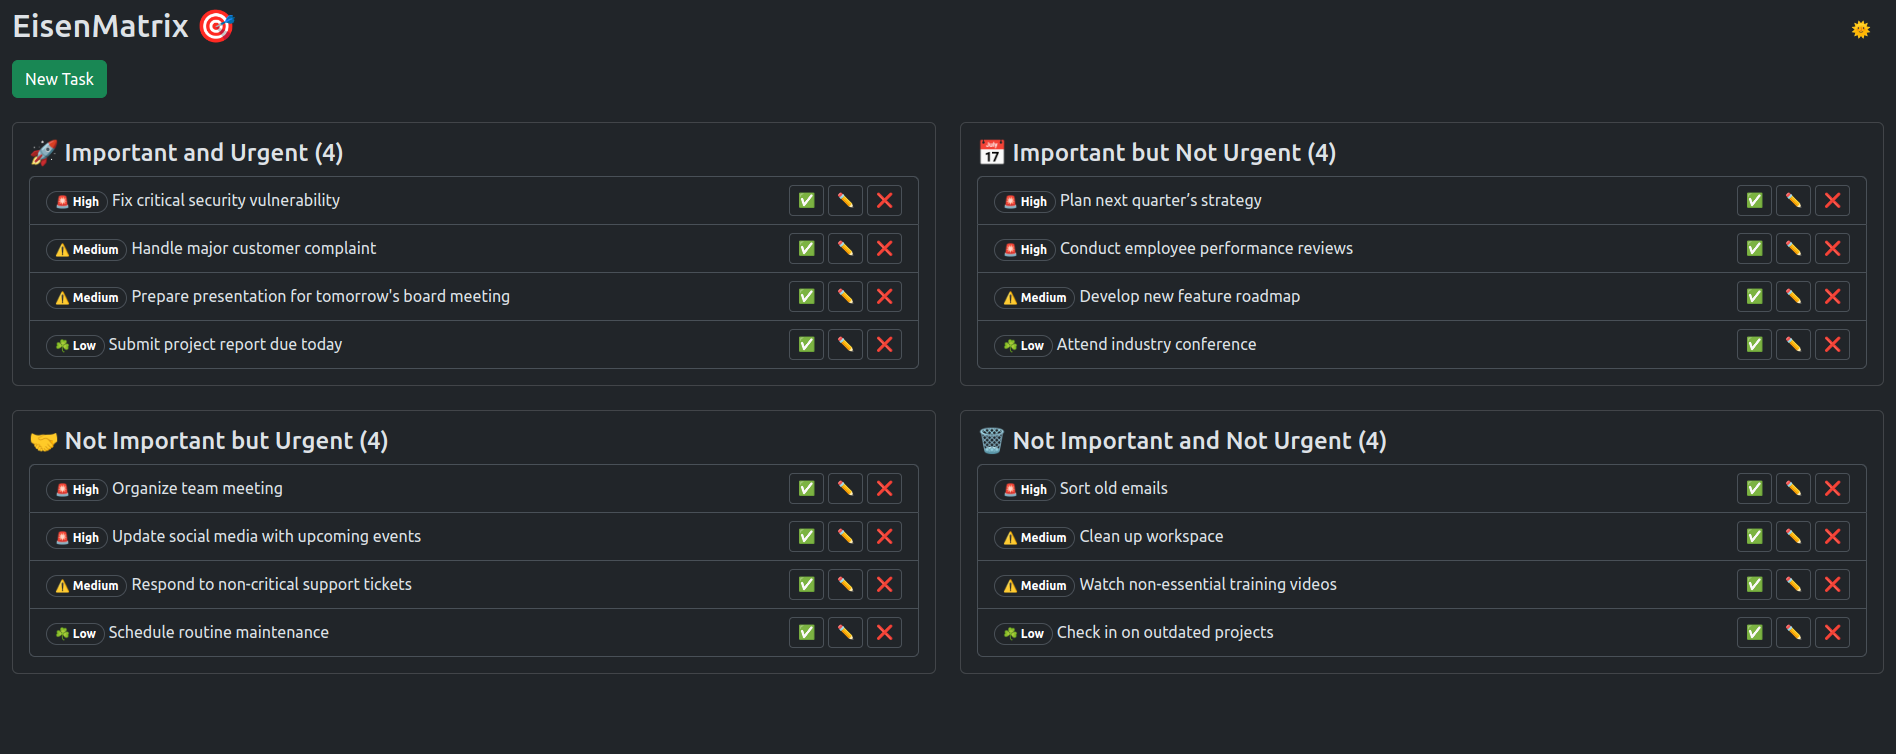 EisenMatrix 🎯
New Task
🚀 Important and Urgent (4)
🚨 High Fix critical security vulnerability
⚠️ Medium Handle major customer complaint
⚠️ Medium Prepare presentation for tomorrow's board meeting
☘️ Low Submit project report due today
📅 Important but Not Urgent (4)
🚨 High Plan next quarter’s strategy
🚨 High Conduct employee performance reviews
⚠️ Medium Develop new feature roadmap
☘️ Low Attend industry conference
🤝 Not Important but Urgent (4)
🚨 High Organize team meeting
🚨 High Update social media with upcoming events
⚠️ Medium Respond to non-critical support tickets
☘️ Low Schedule routine maintenance
🗑️ Not Important and Not Urgent (4)
🚨 High Sort old emails
⚠️ Medium Clean up workspace
⚠️ Medium Watch non-essential training videos
☘️ Low Check in on outdated projects